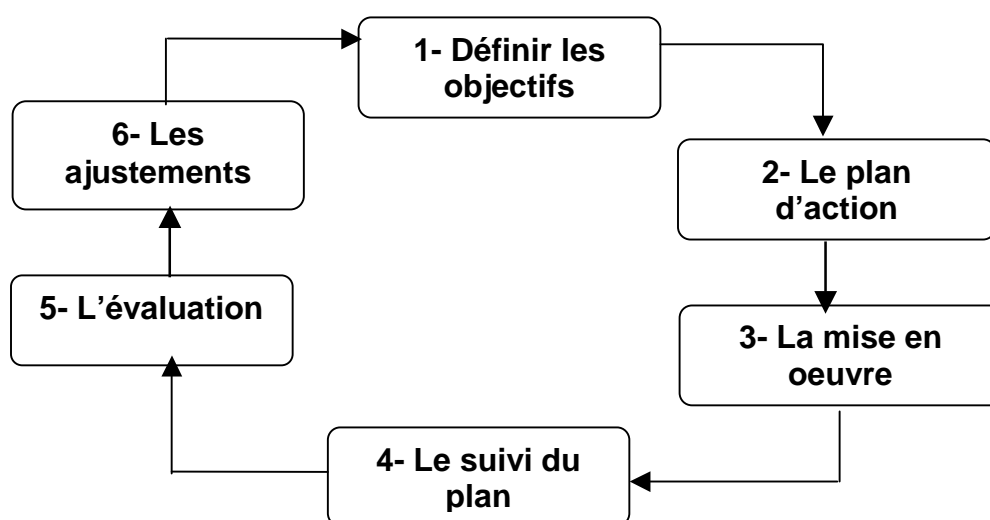 1- Définir les
objectifs
2- Le plan
d’action
3- La mise en
oeuvre
4- Le suivi du
plan
5- L’évaluation
6- Les
ajustements